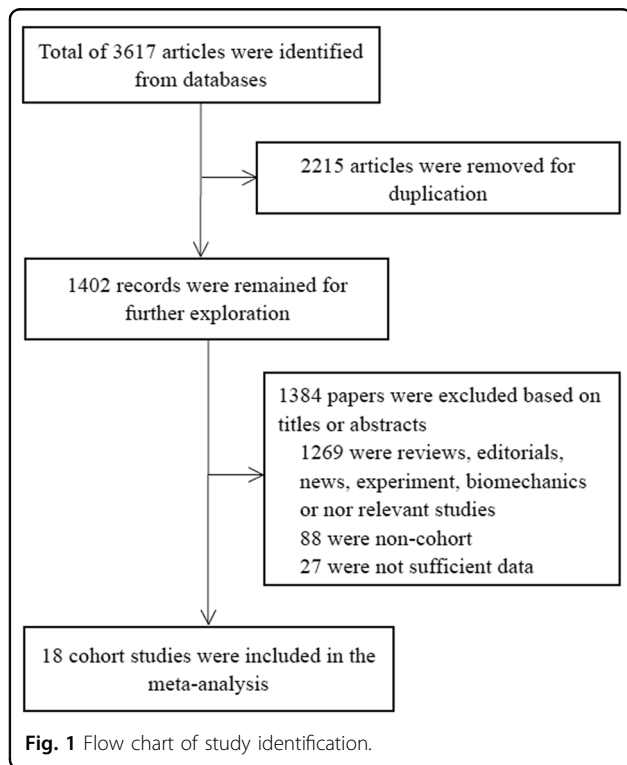 Total of 3617 articles were identified
from databases
2215 articles were removed for
duplication
1402 records were remained for
further exploration
1384 papers were excluded based on
titles or abstracts
1269 were reviews, editorials,
news, experiment, biomechanics
or nor relevant studies
88 were non-cohort
27 were not sufficient data
18 cohort studies were included in the
meta-analysis
Fig. 1 Flow chart of study identification.